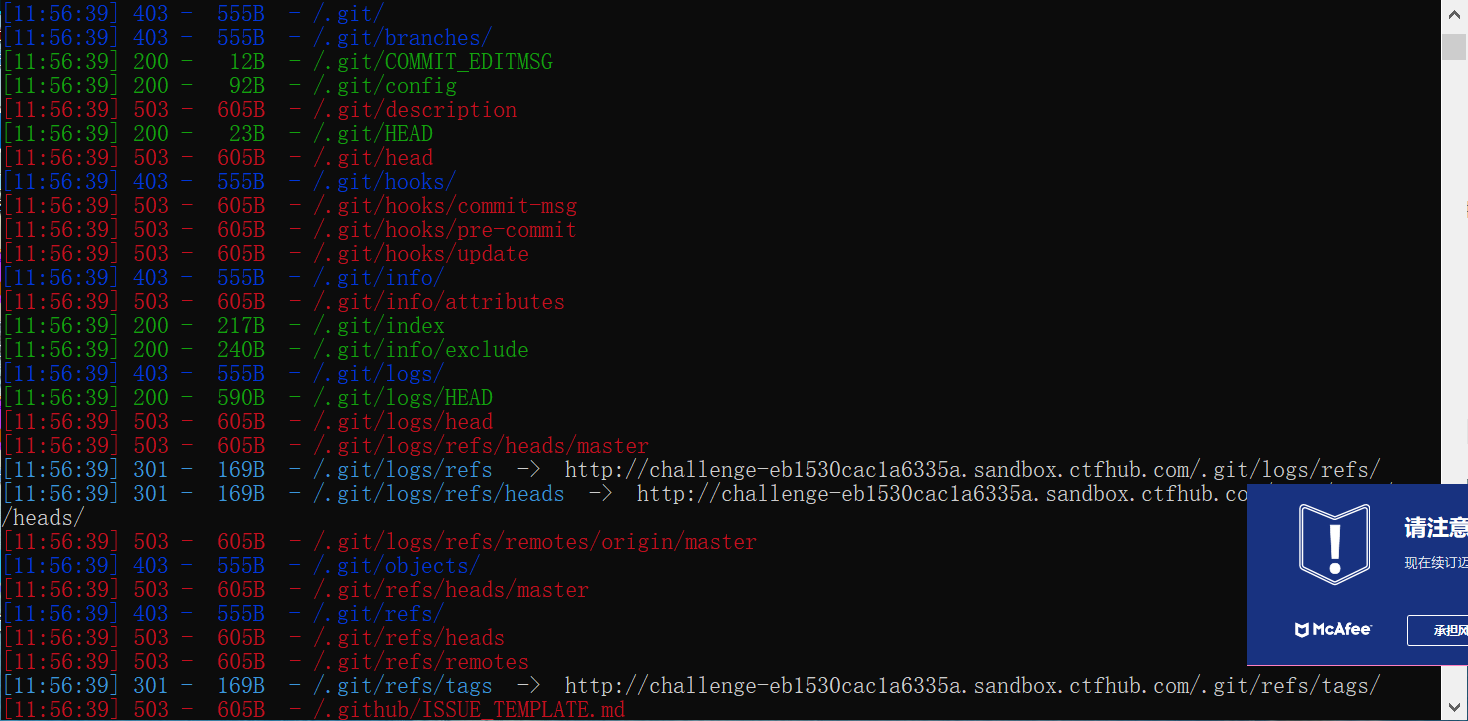 [11:56:39] 403 -  555B  - /.git/
[11:56:39] 403 -  555B  - /.git/branches/
[11:56:39] 200 -   12B  - /.git/COMMIT_EDITMSG
[11:56:39] 200 -   92B  - /.git/config
[11:56:39] 503 -  605B  - /.git/description
[11:56:39] 200 -   23B  - /.git/HEAD
[11:56:39] 503 -  605B  - /.git/head
[11:56:39] 403 -  555B  - /.git/hooks/
[11:56:39] 503 -  605B  - /.git/hooks/commit-msg
[11:56:39] 503 -  605B  - /.git/hooks/pre-commit
[11:56:39] 503 -  605B  - /.git/hooks/update
[11:56:39] 403 -  555B  - /.git/info/
[11:56:39] 503 -  605B  - /.git/info/attributes
[11:56:39] 200 -  217B  - /.git/index
[11:56:39] 200 -  240B  - /.git/info/exclude
[11:56:39] 403 -  555B  - /.git/logs/
[11:56:39] 200 -  590B  - /.git/logs/HEAD
[11:56:39] 503 -  605B  - /.git/logs/head
[11:56:39] 503 -  605B  - /.git/logs/refs/heads/master
[11:56:39] 301 -  169B  - /.git/logs/refs  ->  http://challenge-eb1530cac1a6335a.sandbox.ctfhub.com/.git/logs/refs/
[11:56:39] 301 -  169B  - /.git/logs/refs/heads  ->  http://challenge-eb1530cac1a6335a.sandbox.ctfhub.co
/heads/
[11:56:39] 503 -  605B  - /.git/logs/refs/remotes/origin/master
[11:56:39] 403 -  555B  - /.git/objects/
[11:56:39] 503 -  605B  - /.git/refs/heads/master
[11:56:39] 403 -  555B  - /.git/refs/
[11:56:39] 503 -  605B  - /.git/refs/heads
[11:56:39] 503 -  605B  - /.git/refs/remotes
[11:56:39] 301 -  169B  - /.git/refs/tags  ->  http://challenge-eb1530cac1a6335a.sandbox.ctfhub.com/.git/refs/tags/
[11:56:39] 503 -  605B  - /.github/ISSUE_TEMPLATE.md
请注意
现在续订迈
McAfee
承担风